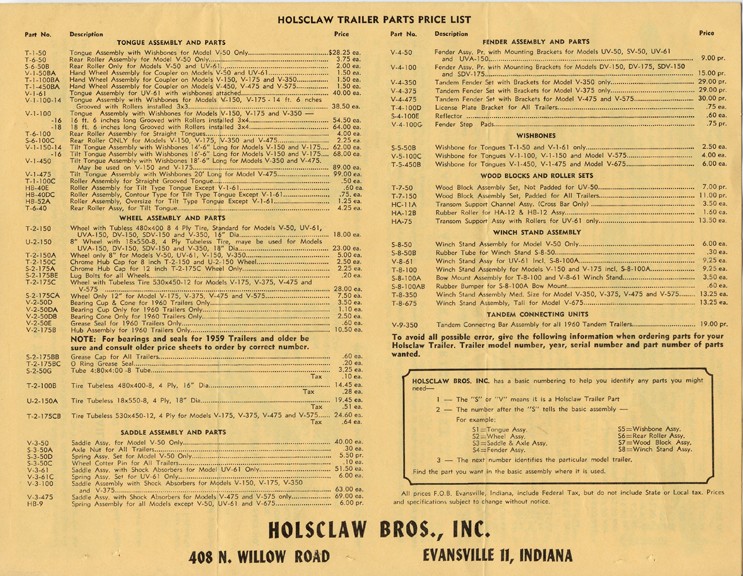 HOLSCLAW TRAILER PARTS PRICE LIST
Part No. Description Price
TONGUE ASSEMBLY AND PARTS
T-1-50 Tongue Assembly with Wishbones for Model V-50 Only $28.25 ea.
T-6-50 Rear Roller Assembly for Model V-50 Only 3.75 ea.
S-6-50B Rear Roller Only for Model V-50 and UV-61 2.00 ea.
V-1-50BA Hand Wheel Assembly for Coupler on Models V-50 and UV-61 1.50 ea.
T-1-100BA Hand Wheel Assembly for Coupler on Models V-150, V-175 and V-350 1.50 ea.
T-1-450BA Hand Wheel Assembly for Coupler on Models V-450, V-475 and V-575 1.50 ea.
V-1-61 Tongue Assembly for UV-61 with wishbones attached 40.00 ea.
V-1-100-14 Tongue Assembly with Wishbones for Models V-150, V-175 - 14 ft. 6 inches
Grooved with Rollers installed 3x3 38.50 ea.
V-1-100 Tongue Assembly with Wishbones for Models V-150, V-175 and V-350 —
-16 16 ft. 6 inches long Grooved with Rollers installed 3x4 54.50 ea.
-18 18 ft. 6 inches long Grooved with Rollers installed 3x4 64.00 ea.
T-6-100 Rear Roller Assembly for Straight Tongues 4.00 ea.
S-6-100C Rear Roller ONLY for Models V-150, V-175, V-350 and V-475 2.25 ea.
V-1-150-14 Tilt Tongue Assembly with Wishbones 14'-6" Long for Models V-150 and V-175 62.00 ea.
-16 Tilt Tongue Assembly with Wishbones 16'-6" Long for Models V-150 and V-175 68.00 ea.
V-1-450 Tilt Tongue Assembly with Wishbones 18'-6" Long for Models V-350 and V-475.
May be used on V-150 and V-175 89.00 ea.
V-1-475 Tilt Tongue Assembly with Wishbones 20' Long for Model V-475 99.00 ea.
T-1-100C Roller Assembly for Straight Grooved Tongue .50 ea.
HB-40E Roller Assembly for Tilt Type Tongue Except V-1-61 .60 ea.
HB-40DC Roller Assembly, Contour Type for Tilt Type Tongue Except V-1-61 .75 ea.
HB-52A Roller Assembly, Oversize for Tilt Type Tongue Except V-1-61 1.25 ea.
T-6-40 Rear Roller Assy, for Tilt Tongue 4.25 ea.
WHEEL ASSEMBLY AND PARTS
T-2-150 Wheel with Tubless 480x400 8 4 Ply Tire, Standard for Models V-50, UV-61,
UVA-150, DV-150, SDV-150 and V-350, 16" Dia 18.00 ea.
U-2-150 8" Wheel with 18x550-8, 4 Ply Tubeless Tire, maye be used for Models
UVA-150, DV-150, SDV-150 and V-350, 18" Dia 23.00 ea.
T-2-150A Wheel only 8" for Models V-50, UV-61, V-150, V-350 5.00 ea.
T-2-150C Chrome Hub Cap for 8 inch T-2-150 and U-2-150 Wheel 2.50 ea.
S-2-175A Chrome Hub Cap for 12 inch T-2-175C Wheel Only 2.25 ea.
T-2-175BE Lug Bolts for all Wheels .20 ea.
T-2-175C Wheel with Tubeless Tire 530x450-12 for Models V-175, V-375, V-475 and
V-575 28.00 ea.
S-2-175CA Wheel Only 12" for Model V-175, V-375, V-475 and V-575 7.50 ea.
V-2-50D Bearing Cup & Cone for 1960 Trailers Only 3.50 ea.
V-2-50DA Bearing Cup Only for 1960 Trailers Only 1.10 ea.
V-2-50DB Bearing Cone Only for 1960 Trailers Only 2.50 ea.
V-2-50E Grease Seal for 1960 Trailers Only .60 ea.
V-2-175B Hub Assembly for 1960 Trailers Only 10.50 ea.
NOTE: For bearings and seals for 1959 Trailers and older be
sure and consult older price sheets to order by correct number.
S-2-175BB Grease Cap for All Trailers .60 ea.
T-2-175BC O Ring Grease Seal .20 ea.
S-2-50G Tube 4:80x4:00 -8 Tube 3.25 ea.
Tax .10 ea.
T-2-100B Tire Tubeless 480x400-8, 4 Ply, 16" Dia 14.45 ea.
Tax .28 ea.
U-2-150A Tire Tubeless 18x550-8, 4 Ply, 18" Dia 19.45 ea.
Tax .51 ea.
T-2-175CB Tire Tubeless 530x450-12, 4 Ply for Models V-175, V-375, V-475 and V-575 24.60 ea.
Tax .64 ea.
SADDLE ASSEMBLY AND PARTS
V-3-50 Saddle Assy, for Model V-50 Only 40.00 ea.
S-3-50A Axle Nut for All Trailers .30 ea.
S-3-50D Spring Assy, Set for Model V-50 Only 5.50 pr.
S-3-50C Wheel Cotter Pin for All Trailers .10 ea.
V-3-61 Saddle Assy, with Shock Absorbers for Model UV-61 Only 51.50 ea.
V-3-61C Spring Assy, Set for UV-61 Only 6.00 ea.
V-3-100 Saddle Assembly with Shock Absorbers for Models V-150, V-175, V-350
and V-375 63.00 ea.
V-3-475 Saddle Assy, with Shock Absorbers for Models V-475 and V-575 only 69.00 ea.
HB-9 Spring Assembly for all Models except V-50, UV-61 and V-675 6.00 pr.
Part No. Description Price
FENDER ASSEMBLY AND PARTS
V-4-50 Fender Assy. Pr. with Mounting Brackets for Models UV-50, SV-50, UV-61
and UVA-150 9.00 pr.
V-4-100 Fender Assy. Pr. with Mounting Brackets for Models DV-150, DV-175, SDV-150
and SDV-175 15.00 pr.
V-4-350 Tandem Fender Set with Brackets for Model V-350 only 29.00 pr.
V-4-375 Tandem Fender Set with Brackets for Model V-375 only 29.00 pr.
V-4-475 Tandem Fender Set with Brackets for Models V-475 and V-575 30.00 pr.
T-4-100D License Plate Bracket for All Trailers .75 ea.
S-4-100E Reflector .60 ea.
V-4-100G Fender Step Pads .75 pr.
WISHBONES
S-5-50B Wishbone for Tongues T-1-50 and V-1-61 only 2.50 ea.
V-5-100C Wishbone for Tongues V-1-100, V-1-150 and Model V-575 4.00 ea.
T-5-450B Wishbone for Tongues V-1-450, V-1-475 and Model V-675 6.00 ea.
WOOD BLOCKS AND ROLLER SETS
T-7-50 Wood Block Assembly Set, Not Padded for UV-50 7.00 pr.
T-7-150 Wood Block Assembly Set, Padded for All Trailers 11.00 pr.
HC-11A Transom Support Channel Assy. (Cross Bar Only) 3.50 ea.
HA-12B Rubber Roller for HA-12 & HB-12 Assy. 1.60 ea.
HA-75 Transom Support Assy with Rollers for UV-61 only 13.50 ea.
WINCH STAND ASSEMBLY
S-8-50 Winch Stand Assembly for Model V-50 Only 6.00 ea.
S-8-50B Rubber Tube for Winch Stand S-8-50 .30 ea.
V-8-61 Winch Stand Assy for UV-61 incl. S-8-100A 9.25 ea.
T-8-100 Winch Stand Assembly for Models V-150 and V-175 incl. S-8-100A 9.25 ea.
S-8-100A Bow Mount Assembly for T-8-100 and V-8-61 Winch Stand 3.50 ea.
S-8-100AB Rubber Bumper for S-8-100A Bow Mount .60 ea.
T-8-350 Winch Stand Assembly Med. Size for Model V-350, V-375, V-475 and V-575 13.25 ea.
T-8-675 Winch Stand Assembly, Tall for Model V-675 13.25 ea.
TANDEM CONNECTING UNITS
V-9-350 Tandem Connectng Bar Assembly for all 1960 Tandem Trailers 19.00 pr.
To avoid all possible error, give the following information when ordering parts for your
Holsclaw Trailer. Trailer model number, year, serial number and part number of parts
wanted.
HOLSCLAW BROS. INC. has a basic numbering to help you identify any parts you might
need—
1 — The "S" or "V" means it is a Holsclaw Trailer Part
2 — The number after the "S" tells the basic assembly —
For example:
S1=Tongue Assy. S5=Wishbone Assy.
S2=Wheel Assy. S6=Rear Roller Assy,
S3=Saddle & Axle Assy, S7=Wood Block Assy,
S4=Fender Assy, S8=Winch Stand Assy.
3 — The next number identifies the particular model trailer.
Find the part you want in the basic assembly where it is used.
All prices F.O.B. Evansville, Indiana, include Federal Tax, but do not include State or Local tax. Prices
and specifications subject to change without notice.
HOLSCLAW BROS., INC.
408 N. WILLOW ROAD EVANSVILLE 11, INDIANA